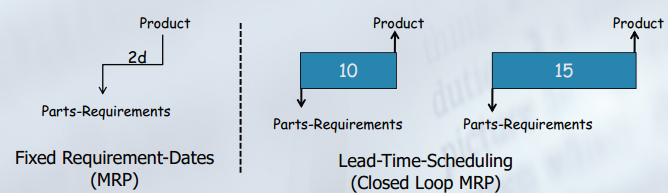 Product
2d
Parts-Requirements
Fixed Requirement-Dates
(MRP)
Product
10
Parts-Requirements
Product
15
Parts-Requirements
Lead-Time-Scheduling
(Closed Loop MRP)